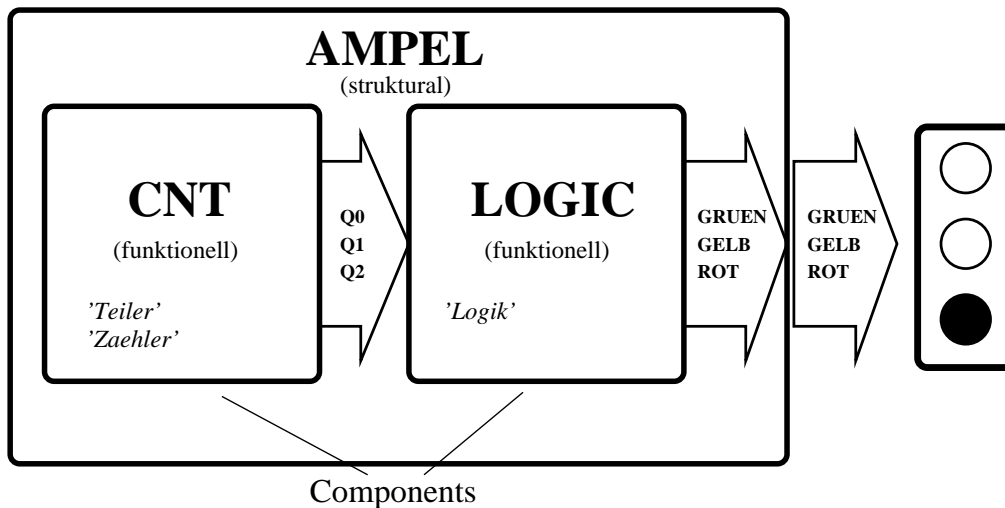 AMPEL
(struktural)
CNT
(funktionell)
’Teiler’
’Zaehler’
Q0
Q1
Q2
LOGIC
(funktionell)
’Logik’
GRUEN
GELB
ROT
GRUEN
GELB
ROT
Components